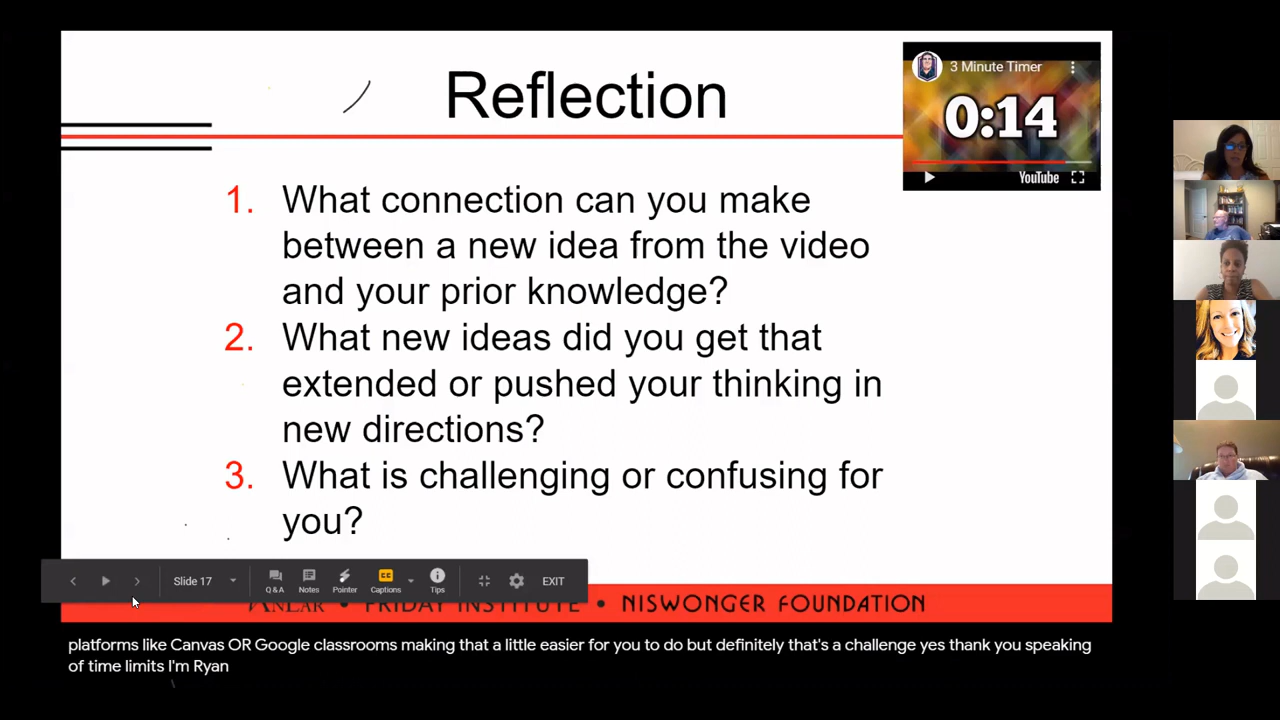 Reflection
3 Minute Timer
0:14
YouTube
1. What connection can you make
between a new idea from the video
and your prior knowledge?
2. What new ideas did you get that
extended or pushed your thinking in
new directions?
3. What is challenging or confusing for
you?
Slide 17
Q&A
Notes
Pointer
Captions
Tips
EXIT
FRIDAY INSTITUTE • NISWONGER FOUNDATION
platforms like Canvas OR Google classrooms making that a little easier for you to do but definitely that's a challenge yes thank you speaking
of time limits I'm Ryan